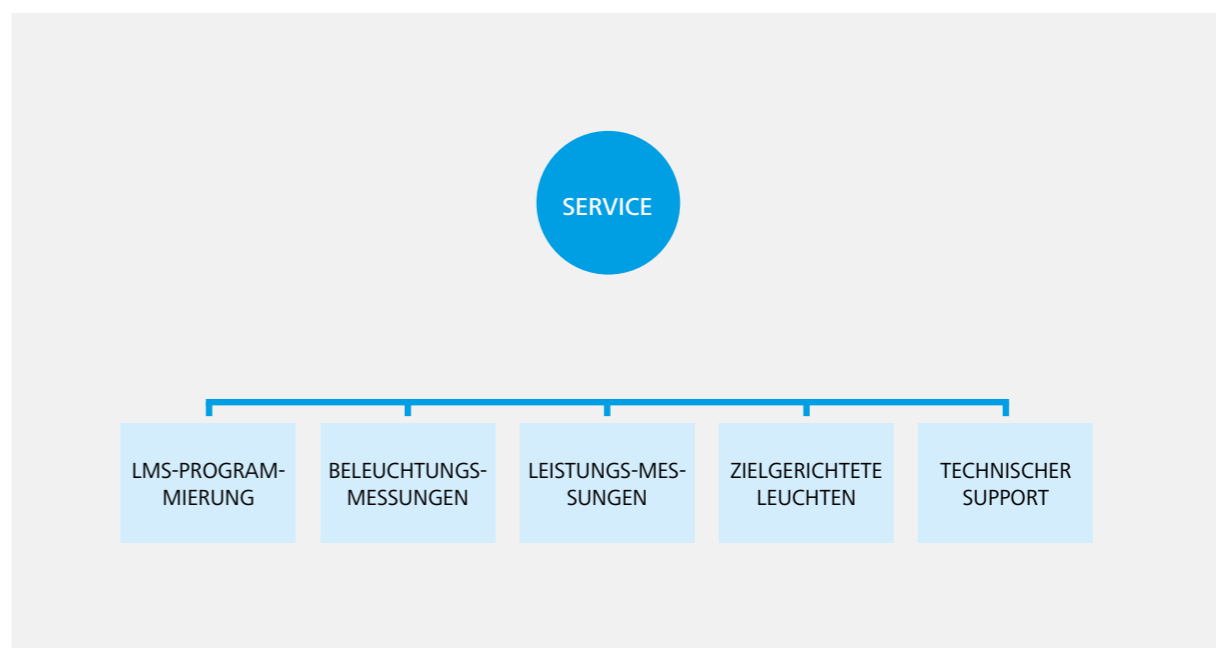 SERVICE
LMS-PROGRAM-
MIERUNG
BELEUCHTUNGS-
MESSUNGEN
LEISTUNGS-MES-
SUNGEN
ZIELGERICHTETE
LEUCHTEN
TECHNISCHER
SUPPORT